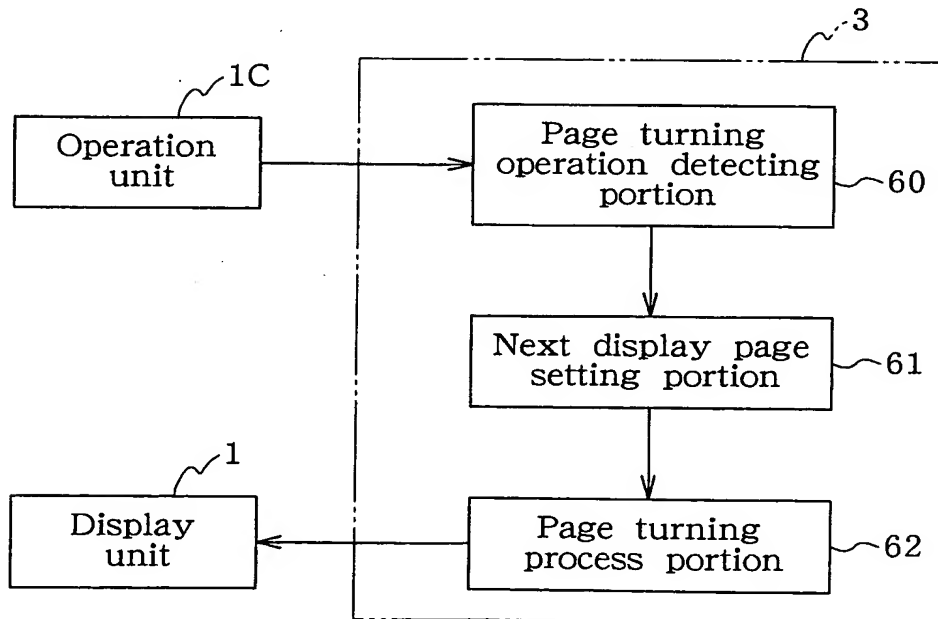 3
1C
Operation
unit
Page turning
operation detecting
portion
60
Next display page
setting portion
61
1
Display
unit
Page turning
process portion
62